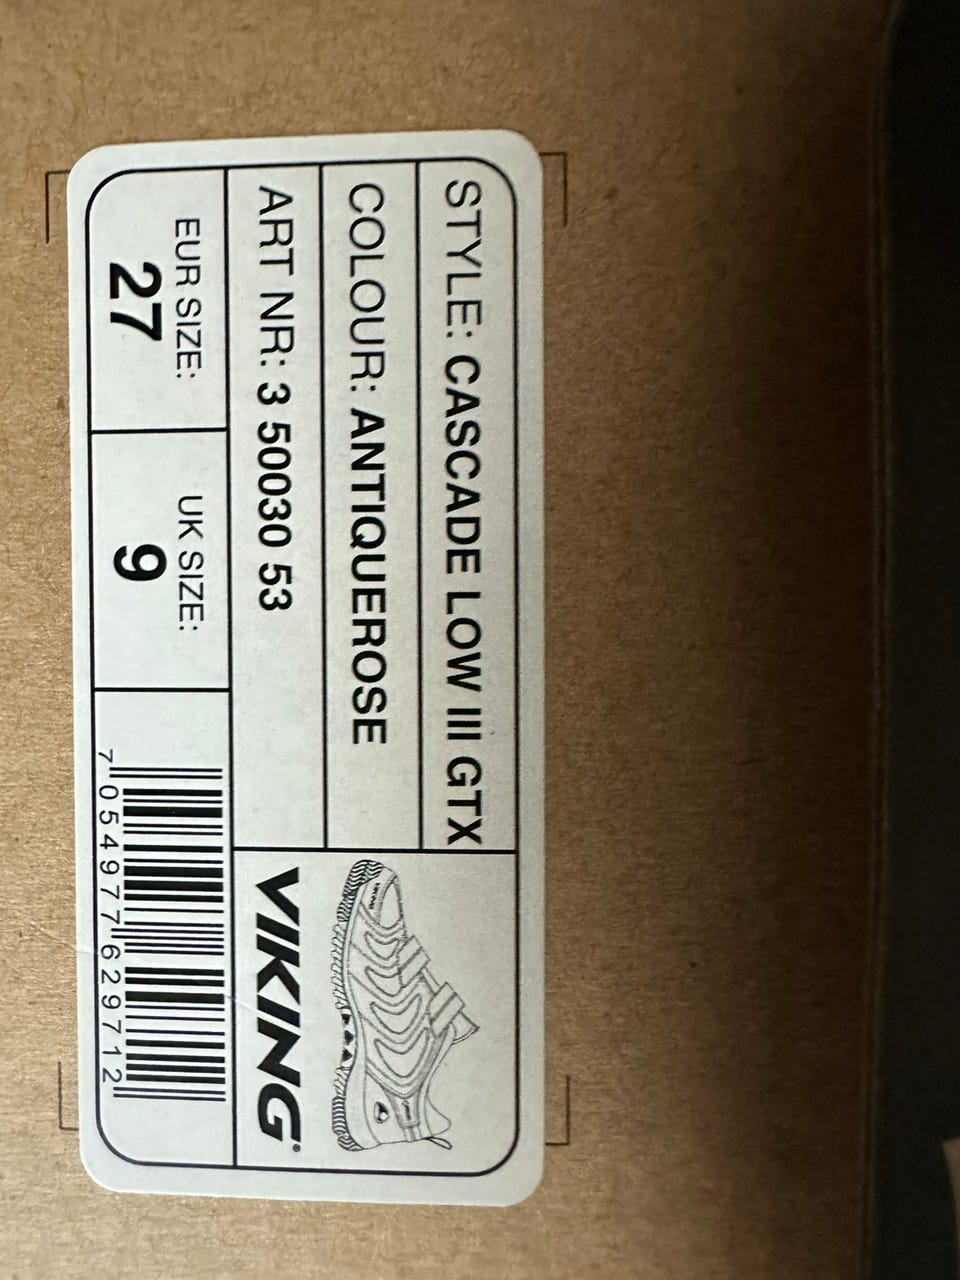 STYLE: CASCADE LOW III GTX
COLOUR: ANTIQUEROSE
ART NR: 3 50030 53
EUR SIZE:
27
UK SIZE:
9
7 054977 629712
VIKING